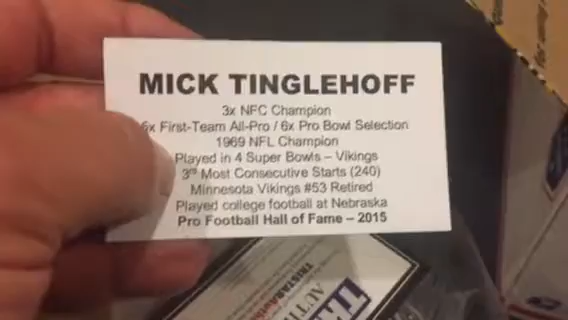 MICK TINGLEHOFF
3x NFC Champion
6x First-Team All-Pro / 6x Pro Bowl Selection
1969 NFL Champion
Played in 4 Super Bowls – Vikings
3rd Most Consecutive Starts (240)
Minnesota Vikings #53 Retired
Played college football at Nebraska
Pro Football Hall of Fame – 2015